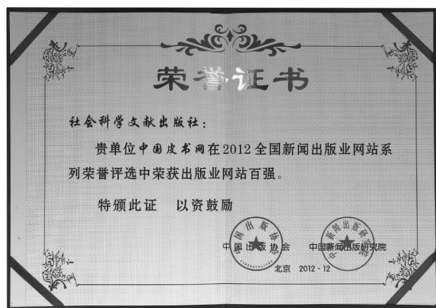 荣誉证书
社会科学文献出版社：
贵单位中国皮书网在2012全国新闻出版业网站系
列荣誉评选中荣获出版业网站百强。
特颁此证 以资鼓励
中国出版协会 中国新闻出版研究院
北京 2012·12